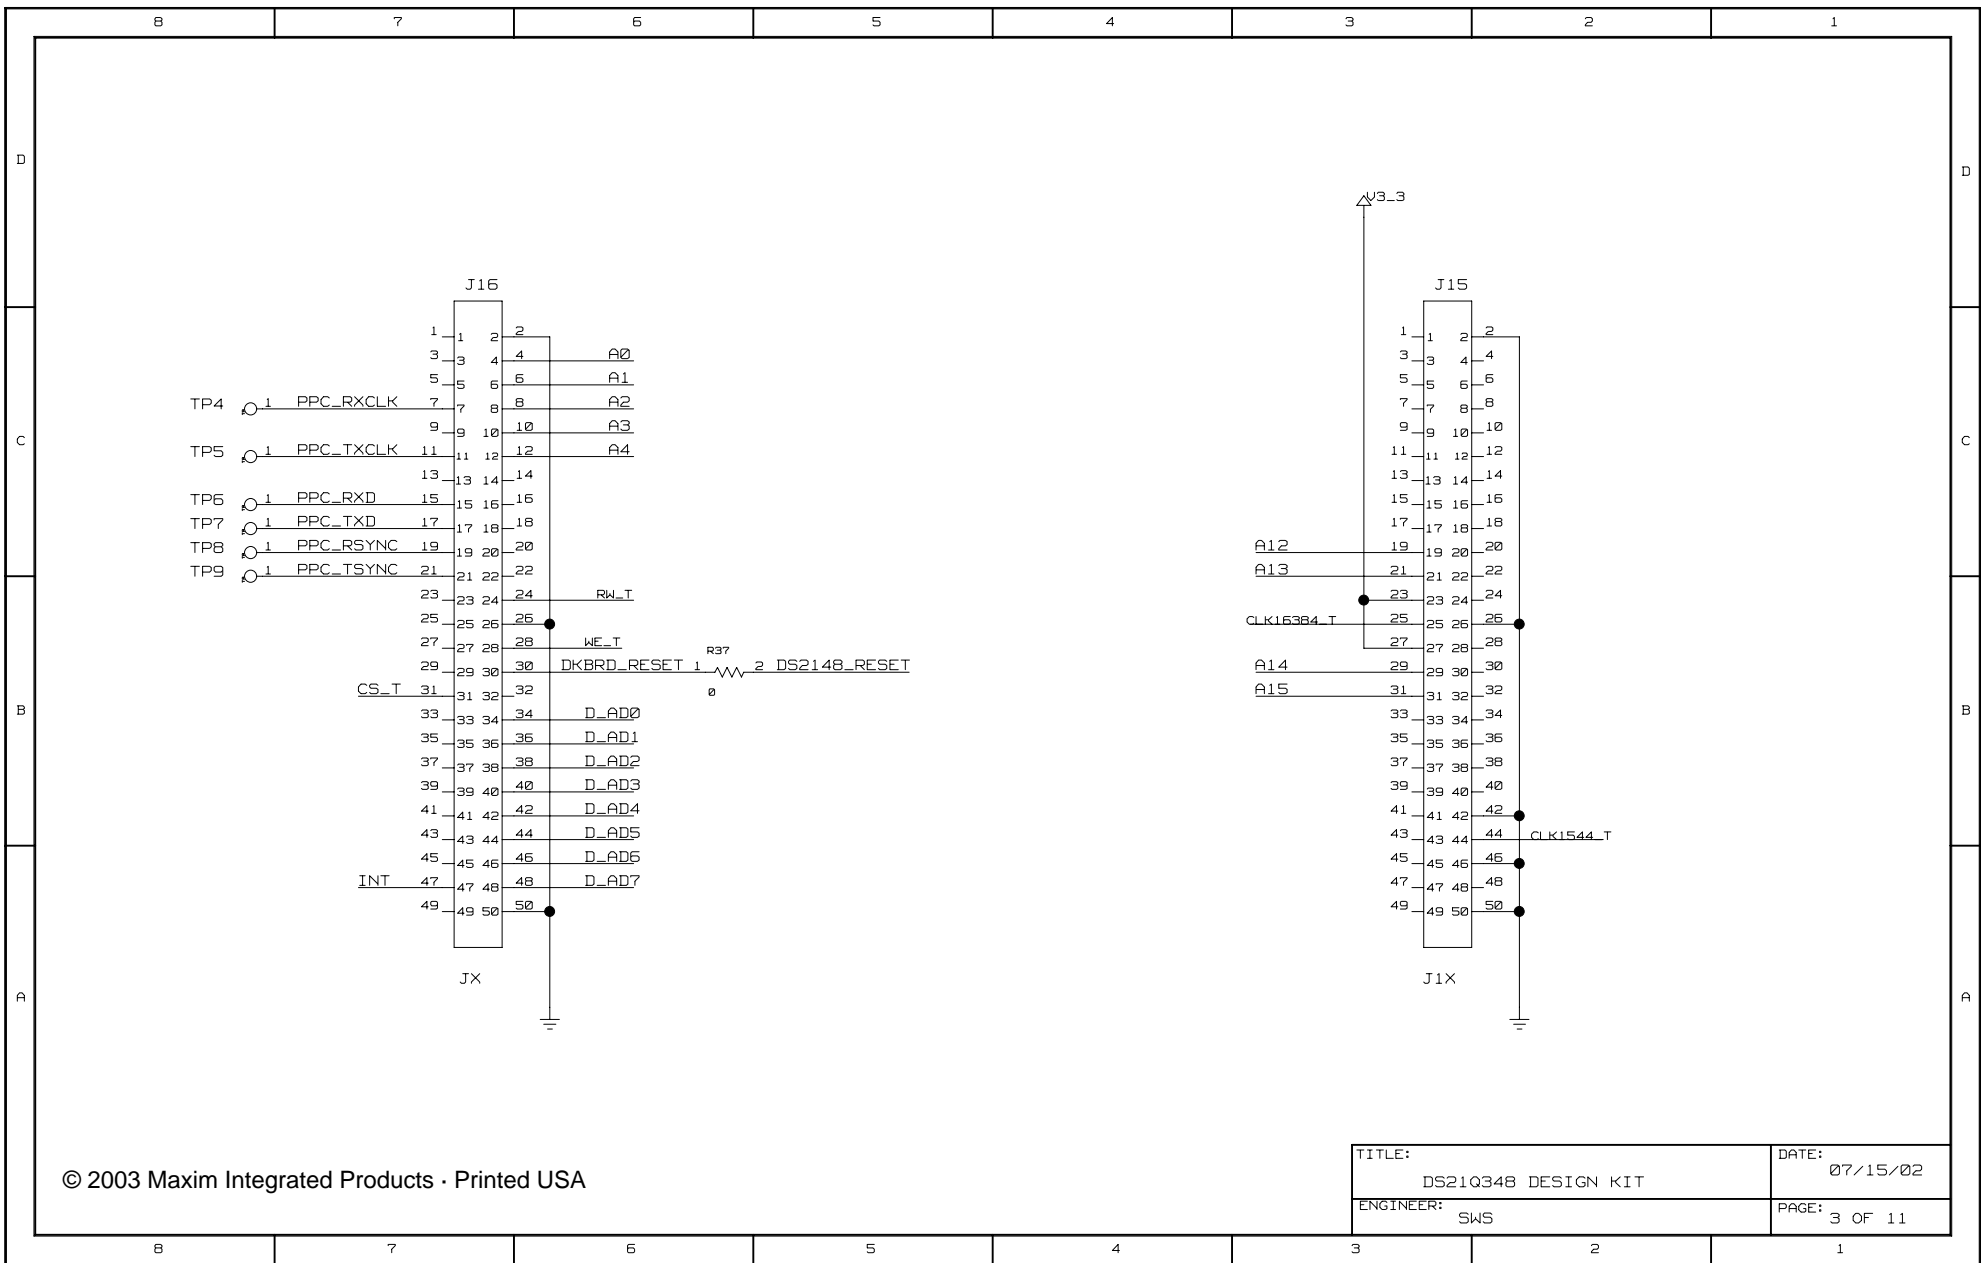 8 7 6 5 4 3 2 1
D D
V3_3
J16 J15
1 1 2 2 1 1 2 2
3 3 4 4 A0 3 3 4 4
5 5 6 6 A1 5 5 6 6
TP4 1 PPC_RXCLK 7 7 8 8 A2 7 7 8 8
9 9 10 10 A3 9 9 10 10
C C
TP5 1 PPC_TXCLK 11 11 12 12 A4 11 11 12 12
13 13 14 14 13 13 14 14
TP6 1 PPC_RXD 15 15 16 16 15 15 16 16
TP7 1 PPC_TXD 17 17 18 18 17 17 18 18
TP8 1 PPC_RSYNC 19 19 20 20 A12 19 19 20 20
TP9 1 PPC_TSYNC 21 21 22 22 A13 21 21 22 22
23 23 24 24 RW_T 23 23 24 24
25 25 26 26 CLK16384_T 25 25 26 26
27 27 28 28 WE_T 27 27 28 28
R37
29 29 30 30 DKBRD_RESET 1 2 DS2148_RESET A14 29 29 30 30
0
CS_T 31 31 32 32 A15 31 31 32 32
B B
33 33 34 34 D_AD0 33 33 34 34
35 35 36 36 D_AD1 35 35 36 36
37 37 38 38 D_AD2 37 37 38 38
39 39 40 40 D_AD3 39 39 40 40
41 41 42 42 D_AD4 41 41 42 42
43 43 44 44 D_AD5 43 43 44 44 CLK1544_T
45 45 46 46 D_AD6 45 45 46 46
INT 47 47 48 48 D_AD7 47 47 48 48
49 49 50 50 49 49 50 50
JX J1X
A A
© 2003 Maxim Integrated Products · Printed USA
TITLE:
DS21Q348 DESIGN KIT
DATE:
07/15/02
ENGINEER:
SWS
PAGE:
3 OF 11
8 7 6 5 4 3 2 1